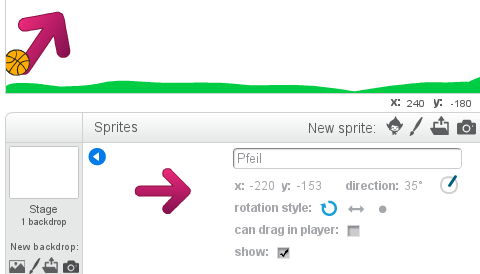 x: 240 y: -180
Sprites New sprite:
Pfeil
x: -220 y: -153 direction: 35°
Stage
1 backdrop
rotation style:
can drag in player:
New backdrop:
show: